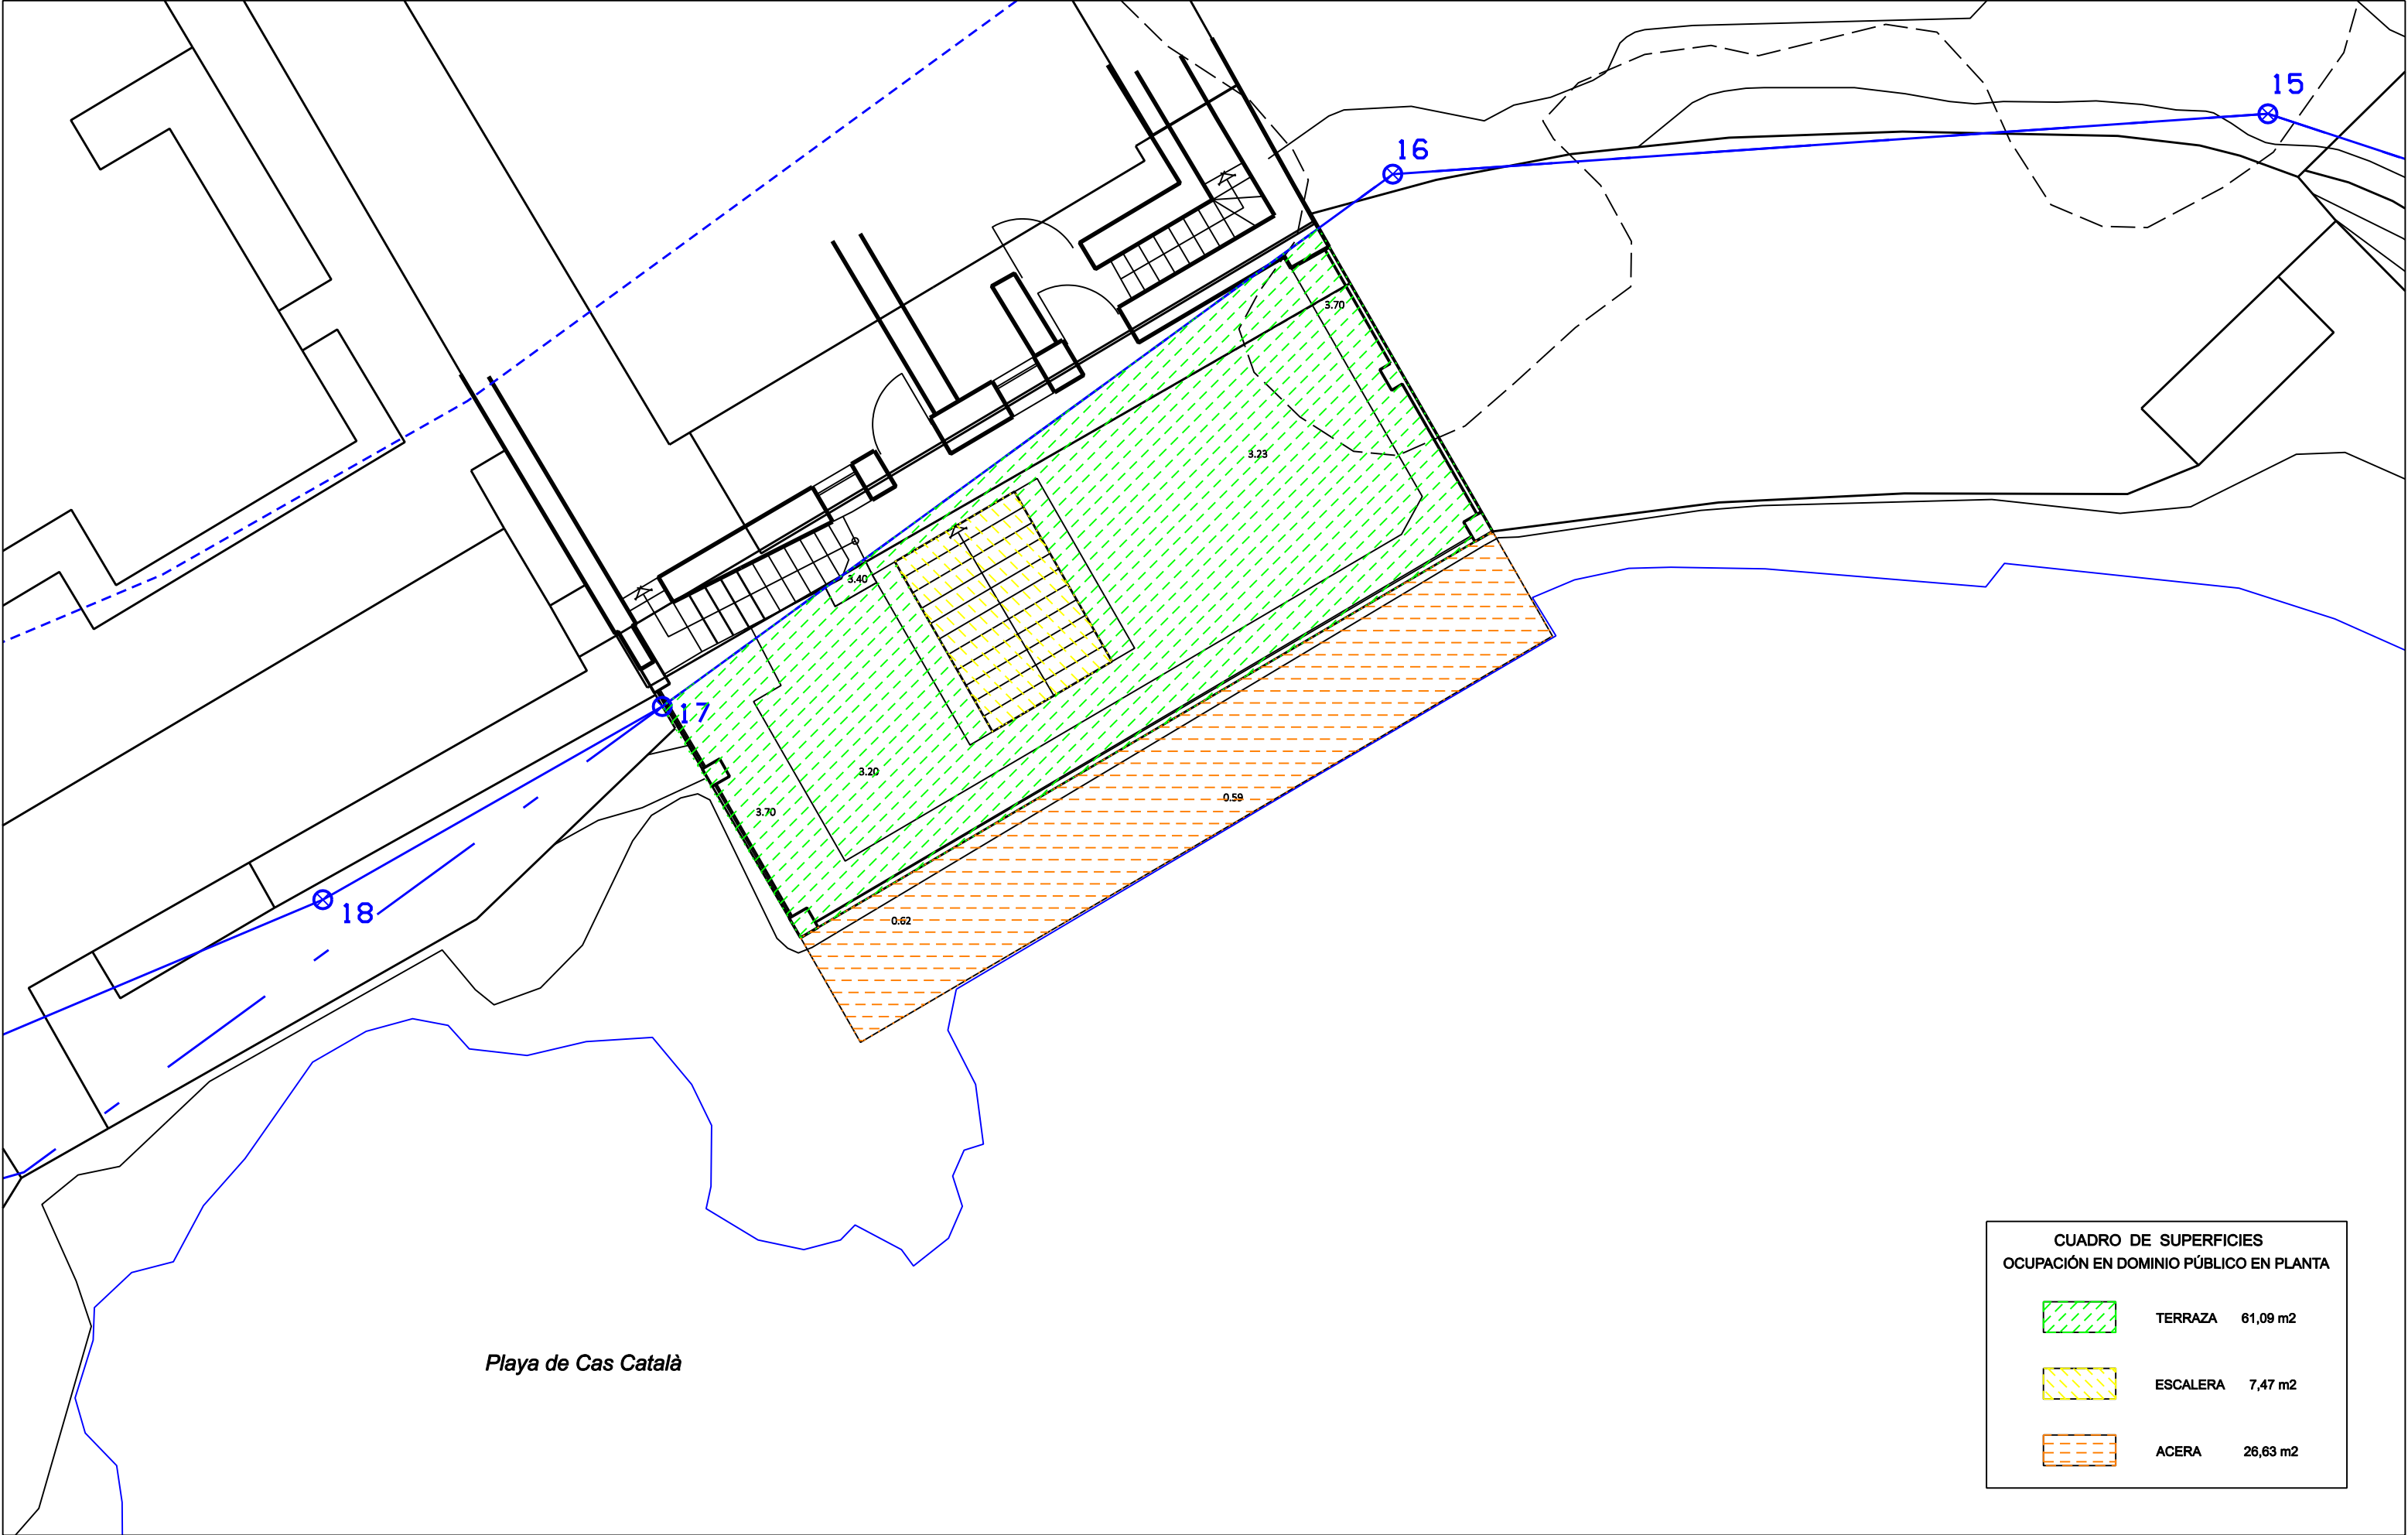 15
16
3.70
3.23
3.40
17
3.20
0.59
3.70
18
0.62
CUADRO DE SUPERFICIES
OCUPACIÓN EN DOMINIO PÚBLICO EN PLANTA
TERRAZA 61,09 m2
ESCALERA 7,47 m2
ACERA 26,63 m2
Playa de Cas Català